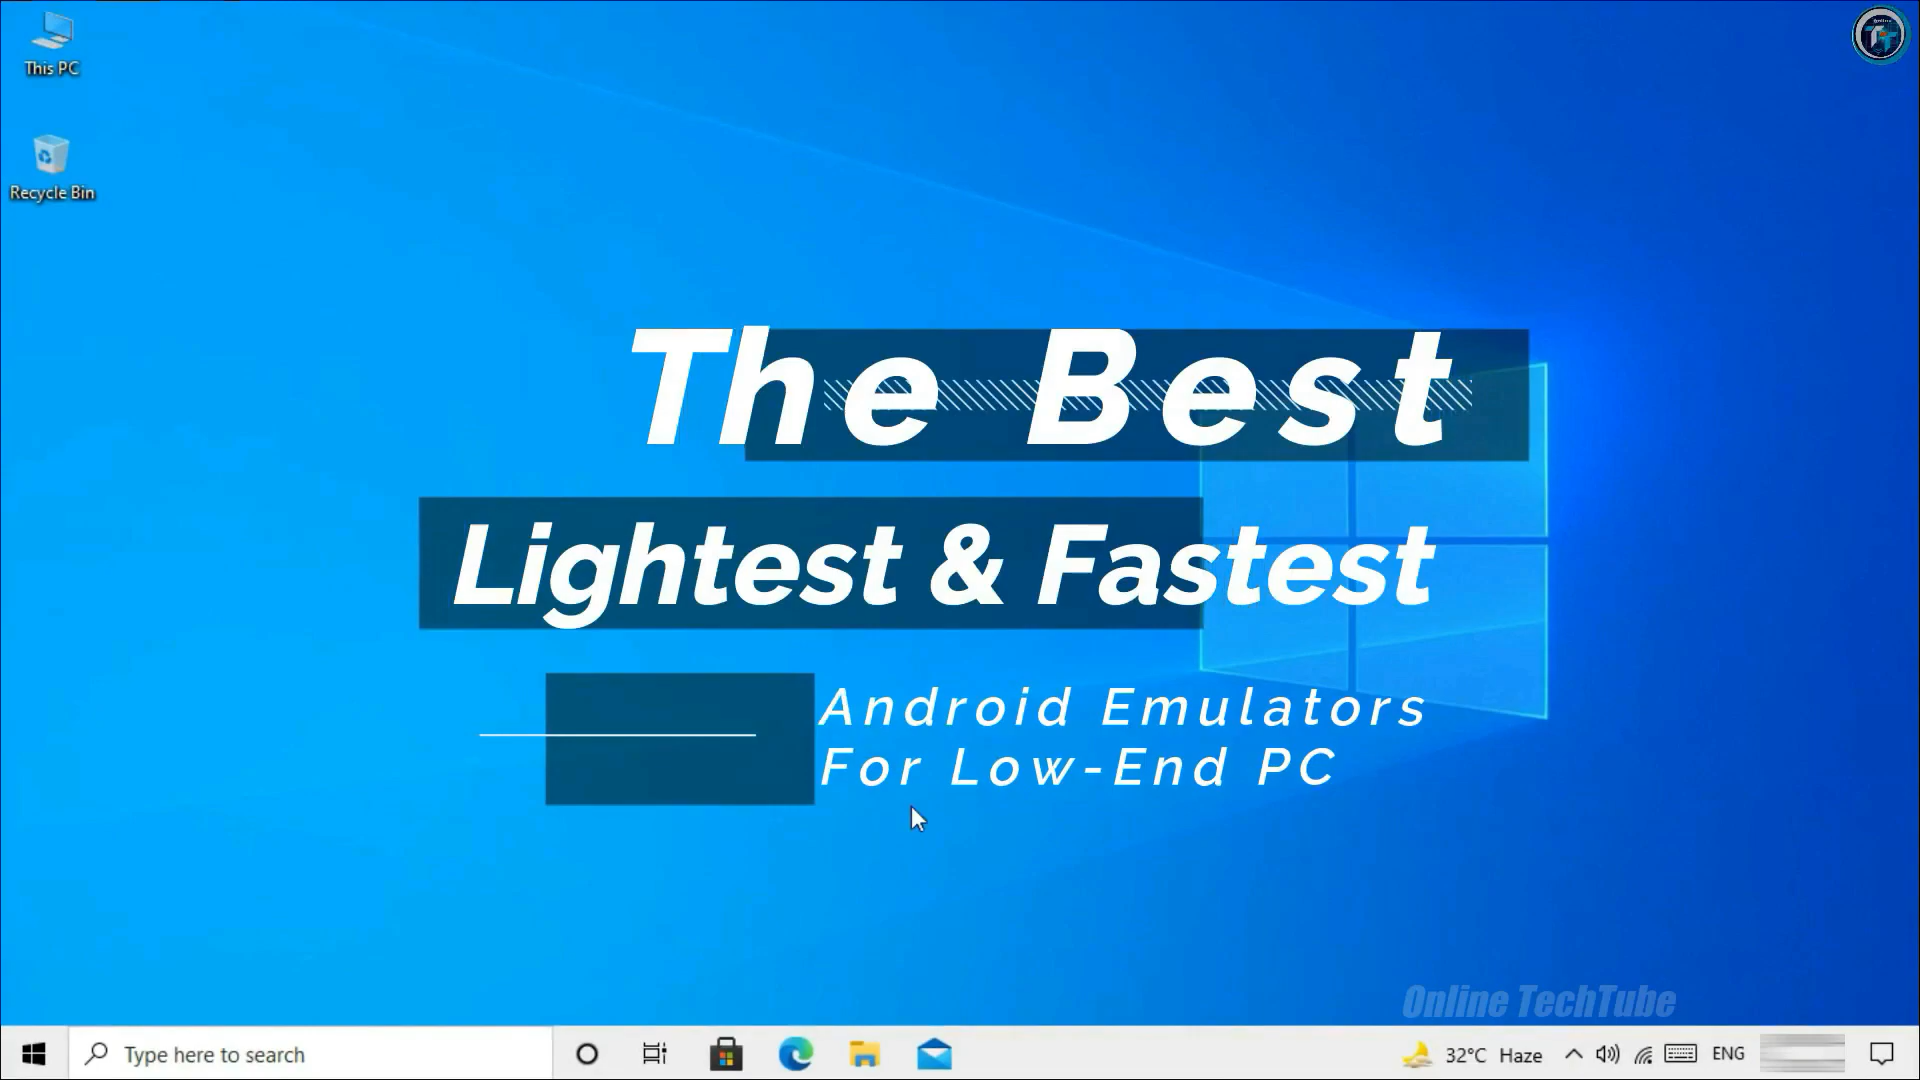 This PC
Recycle Bin
The Best
Lightest & Fastest
Android Emulators
For Low-End PC
Online TechTube
Type here to search
32°C Haze
ENG